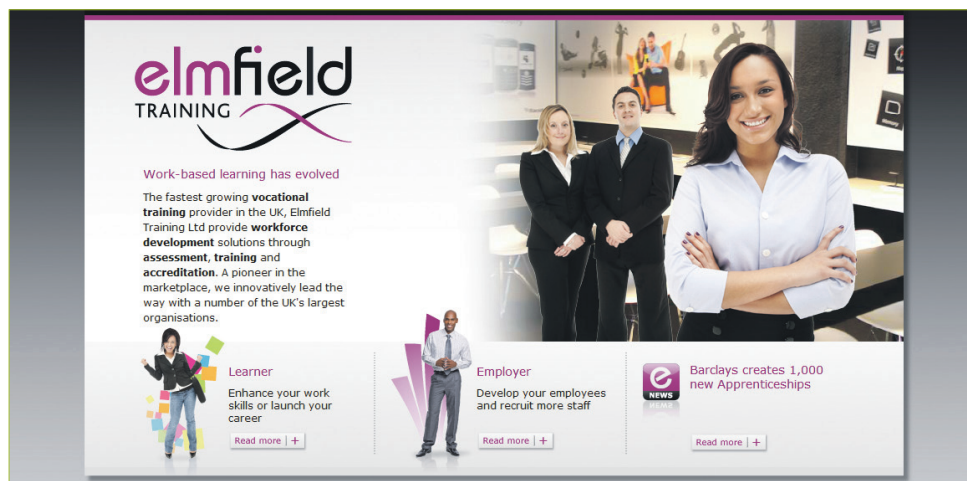 elmfield
TRAINING
Work-based learning has evolved
The fastest growing vocational
training provider in the UK, Elmfield
Training Ltd provide workforce
development solutions through
assessment, training and
accreditation. A pioneer in the
marketplace, we innovatively lead the
way with a number of the UK's largest
organisations.
Learner
Enhance your work
skills or launch your
career
Read more | +
Employer
Develop your employees
and recruit more staff
Read more | +
e
NEWS
Barclays creates 1,000
new Apprenticeships
Read more | +